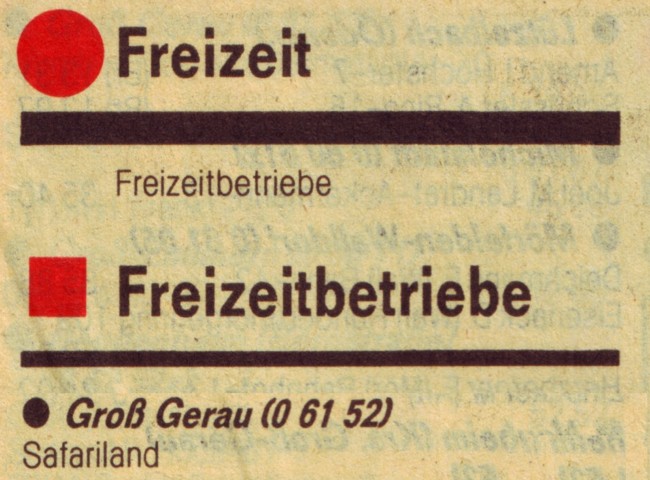 Freizeit
Freizeitbetriebe
Freizeitbetriebe
● Groß Gerau (0 61 52)
Safariland